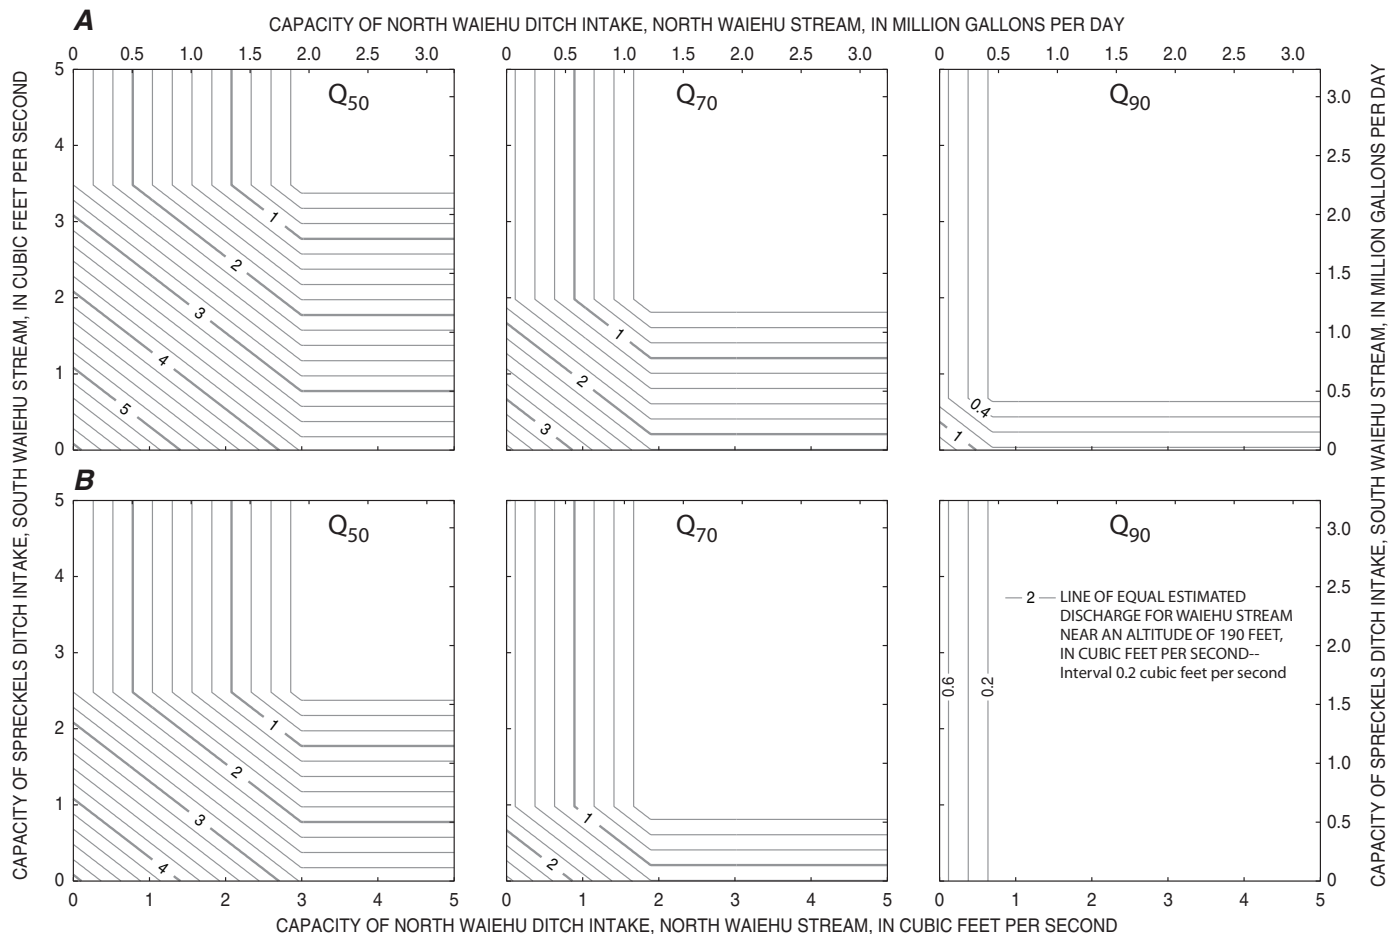 A
CAPACITY OF NORTH WAIEHU DITCH INTAKE, NORTH WAIEHU STREAM, IN MILLION GALLONS PER DAY
0 0.5 1.0 1.5 2.0 2.5 3.0
0 0.5 1.0 1.5 2.0 2.5 3.0
0 0.5 1.0 1.5 2.0 2.5 3.0
CAPACITY OF SPRECKELS DITCH INTAKE, SOUTH WAIEHU STREAM, IN CUBIC FEET PER SECOND
5
4
3
2
1
0
Q50
1
2
3
4
5
Q70
1
2
3
Q90
0.4
1
3.0
2.5
2.0
1.5
1.0
0.5
0
CAPACITY OF SPRECKELS DITCH INTAKE, SOUTH WAIEHU STREAM, IN MILLION GALLONS PER DAY
B
5
4
3
2
1
0
Q50
1
2
3
4
Q70
1
2
Q90
0.6
0.2
2 LINE OF EQUAL ESTIMATED
DISCHARGE FOR WAIEHU STREAM
NEAR AN ALTITUDE OF 190 FEET,
IN CUBIC FEET PER SECOND--
Interval 0.2 cubic feet per second
3.0
2.5
2.0
1.5
1.0
0.5
0
0 1 2 3 4 5
0 1 2 3 4 5
0 1 2 3 4 5
CAPACITY OF NORTH WAIEHU DITCH INTAKE, NORTH WAIEHU STREAM, IN CUBIC FEET PER SECOND